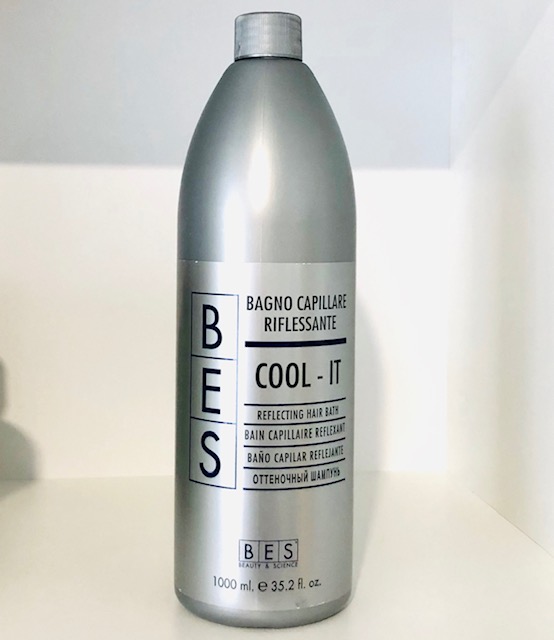 BES
BAGNO CAPILLARE
RIFLESSANTE
COOL - IT
REFLECTING HAIR BATH
BAIN CAPILLAIRE REFLEXANT
BAÑO CAPILAR REFLEJANTE
ОТТЕНОЧНЫЙ ШАМПУНЬ
BES
BEAUTY & SCIENCE
1000 ml. ℮ 35.2 fl. oz.